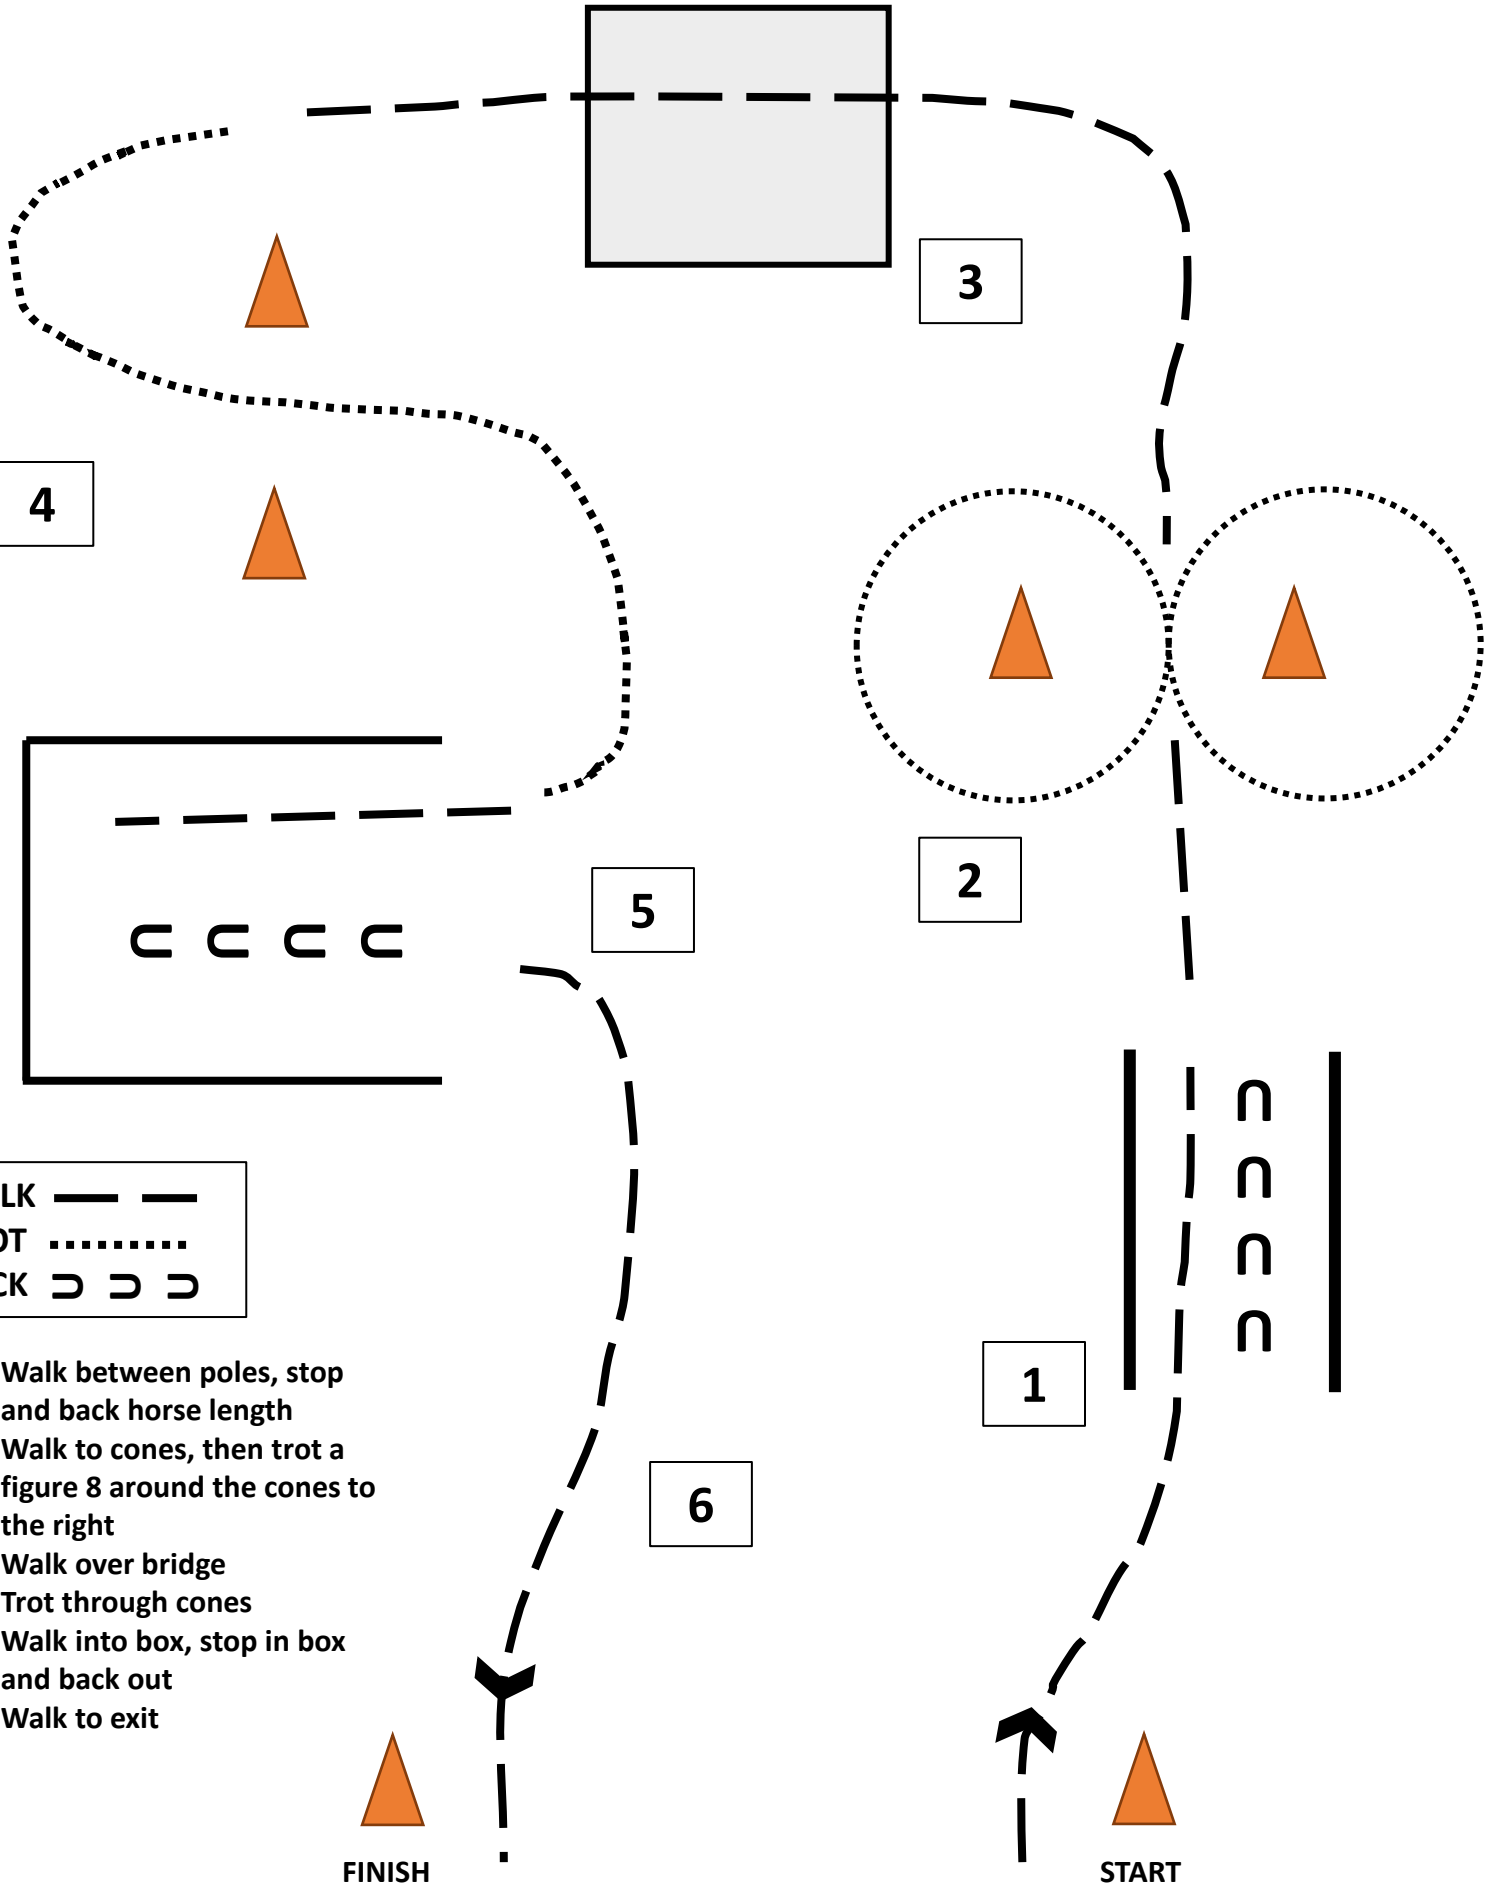 3
4
2
5
LK
OT
CK
1
Walk between poles, stop
and back horse length
Walk to cones, then trot a
figure 8 around the cones to
the right
Walk over bridge
Trot through cones
Walk into box, stop in box
and back out
Walk to exit
6
FINISH
START